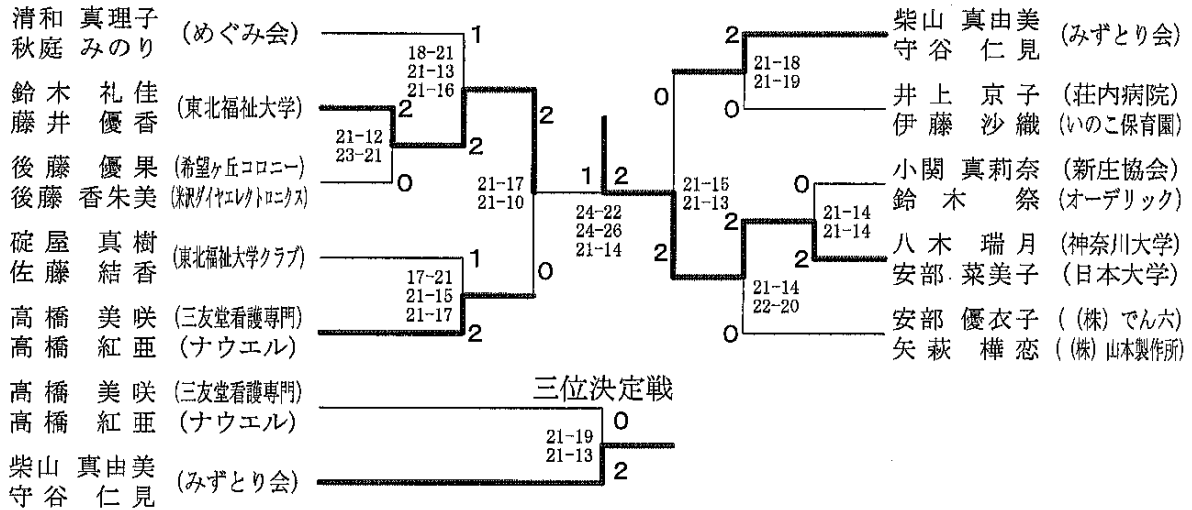 清和 真理子 (めぐみ会)
秋庭 みのり
1
18-21
21-13
21-16
鈴木 礼佳 (東北福祉大学)
藤井 優香
2
21-12
23-21
2
2
後藤 優果 (希望ヶ丘コロニー)
後藤 香朱美 (米沢ダイヤエレクトロニクス)
0
21-17
21-10
碇屋 真樹 (東北福祉大学クラブ)
佐藤 結香
1
17-21
21-15
21-17
0
高橋 美咲 (三友堂看護専門)
高橋 紅亜 (ナウエル)
2
1 2
24-22
24-26
21-14
柴山 真由美 (みずとり会)
守谷 仁見
2
21-18
21-19
0
井上 京子 (荘内病院)
伊藤 沙織 (いのこ保育園)
0
21-15
21-13
小関 真莉奈 (新庄協会)
鈴木 祭 (オーデリック)
0
21-14
21-14
2
2
八木 瑞月 (神奈川大学)
安部 菜美子 (日本大学)
2
21-14
22-20
安部 優衣子 ((株)でん六)
矢萩 樺恋 ((株)山本製作所)
0
三位決定戦
高橋 美咲 (三友堂看護専門)
高橋 紅亜 (ナウエル)
0
21-19
21-13
柴山 真由美 (みずとり会)
守谷 仁見
2